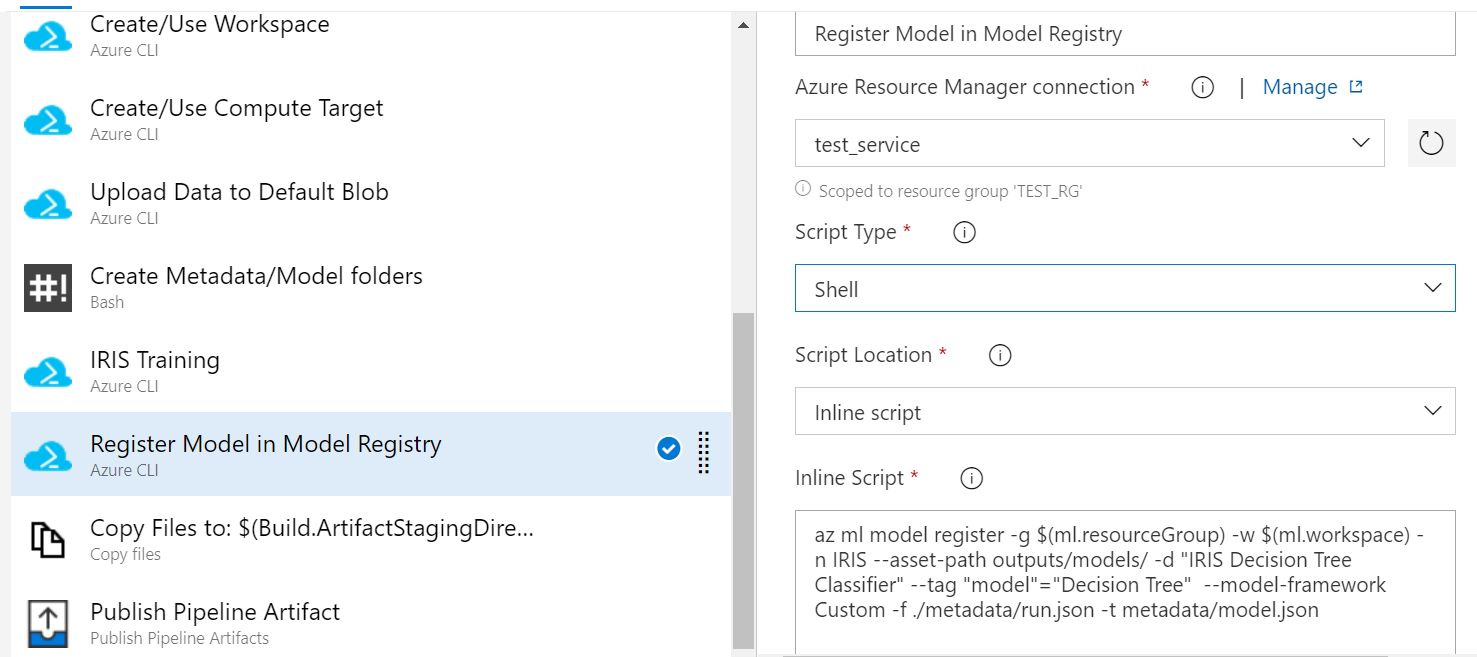 Create/Use Workspace
Azure CLI
Create/Use Compute Target
Azure CLI
Upload Data to Default Blob
Azure CLI
#!
Create Metadata/Model folders
Bash
IRIS Training
Azure CLI
Register Model in Model Registry
Azure CLI
Copy Files to: $(Build.ArtifactStagingDire...
Copy files
Publish Pipeline Artifact
Publish Pipeline Artifacts
Register Model in Model Registry
Azure Resource Manager connection * | Manage
test_service
Scoped to resource group 'TEST_RG'
Script Type *
Shell
Script Location *
Inline script
Inline Script *
az ml model register -g $(ml.resourceGroup) -w $(ml.workspace) -
n IRIS --asset-path outputs/models/ -d "IRIS Decision Tree
Classifier" --tag "model"="Decision Tree"  --model-framework
Custom -f ./metadata/run.json -t metadata/model.json